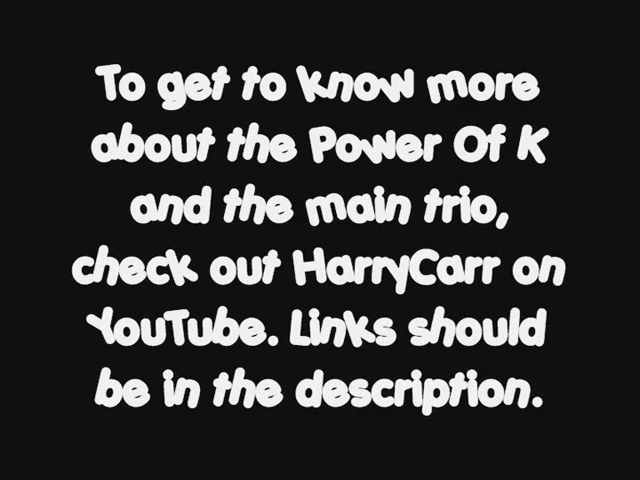 To get to know more
about the Power Of K
and the main trio,
check out HarryCarr on
YouTube. Links should
be in the description.